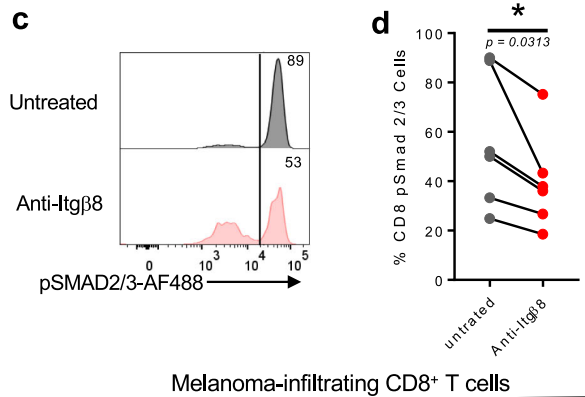 c
89
Untreated
53
Anti-Itgβ8
0 10³ 10⁴ 10⁵
pSMAD2/3-AF488
d
*
p = 0.0313
100
80
60
40
20
0
% CD8 pSmad 2/3 Cells
untreated
Anti-Itgβ8
Melanoma-infiltrating CD8⁺ T cells